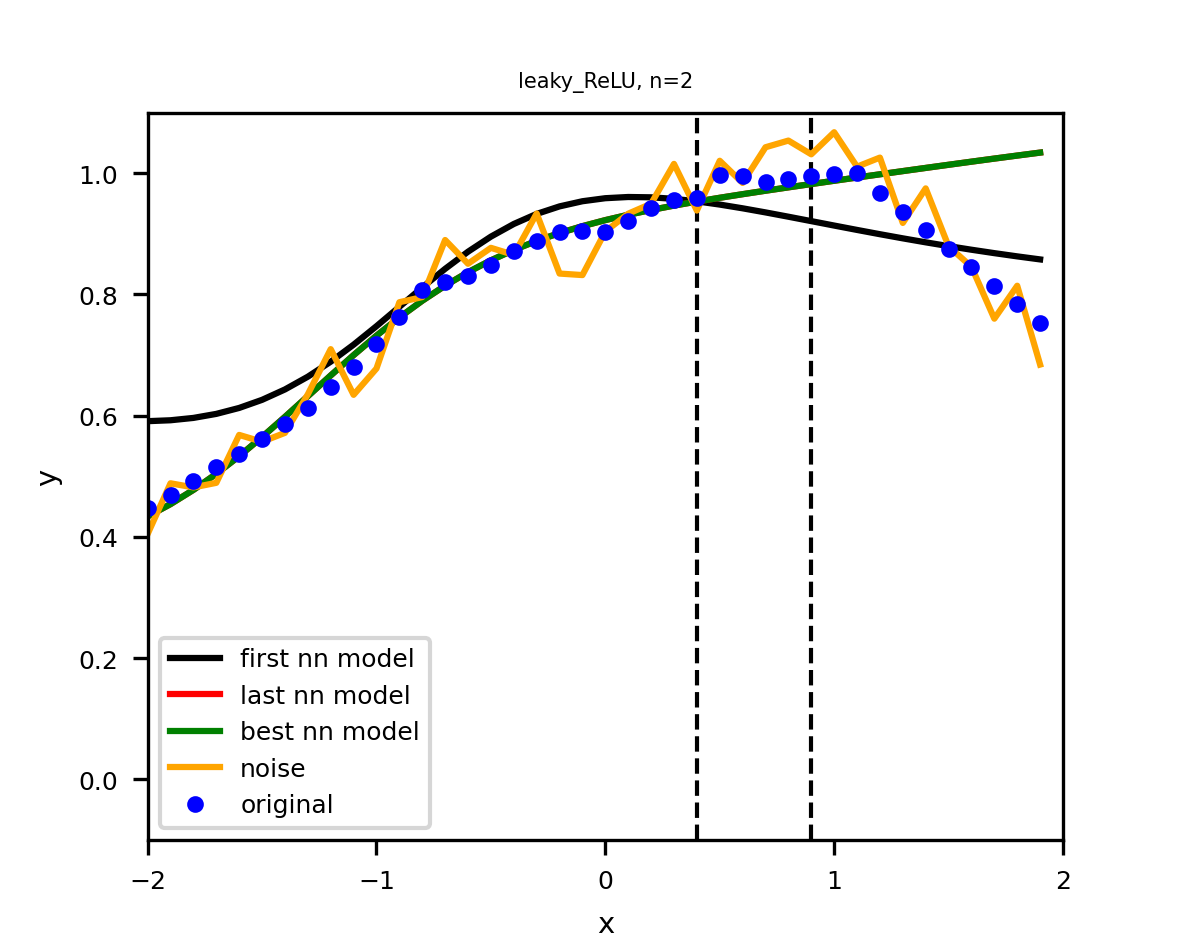 leaky_ReLU, n=2
1.0
0.8
0.6
0.4
0.2
0.0
y
first nn model
last nn model
best nn model
noise
original
−2
−1
0
1
2
x